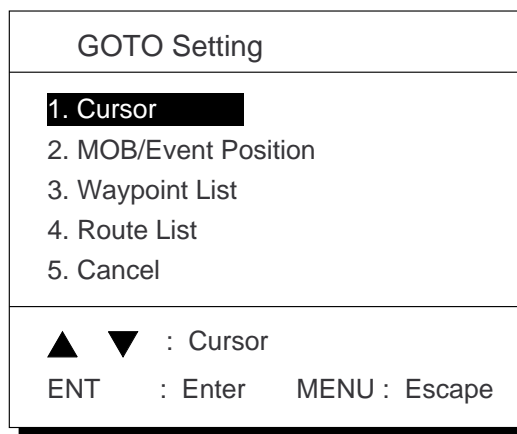 GOTO Setting
1. Cursor
2. MOB/Event Position
3. Waypoint List
4. Route List
5. Cancel
▲ ▼ : Cursor
ENT : Enter MENU : Escape